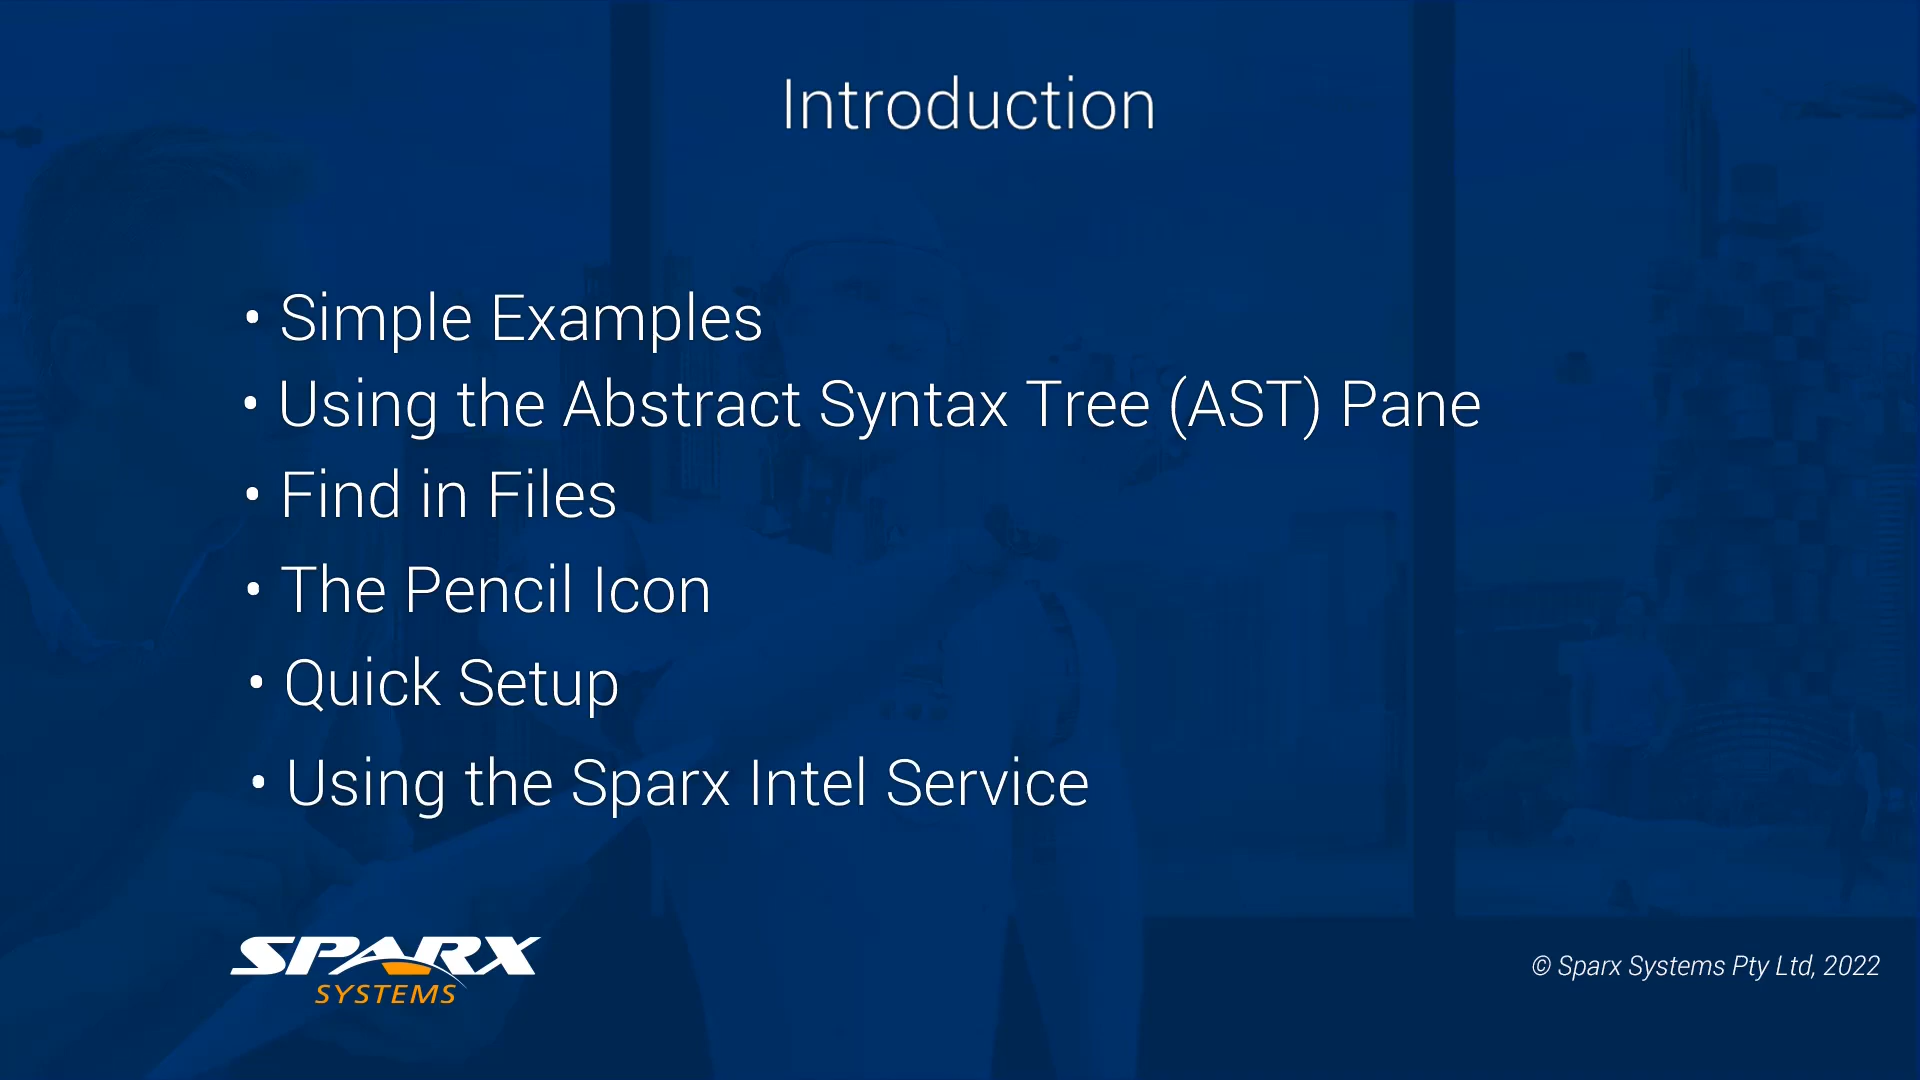 Introduction
• Simple Examples
• Using the Abstract Syntax Tree (AST) Pane
• Find in Files
• The Pencil Icon
• Quick Setup
• Using the Sparx Intel Service
SPARX
SYSTEMS
© Sparx Systems Pty Ltd, 2022